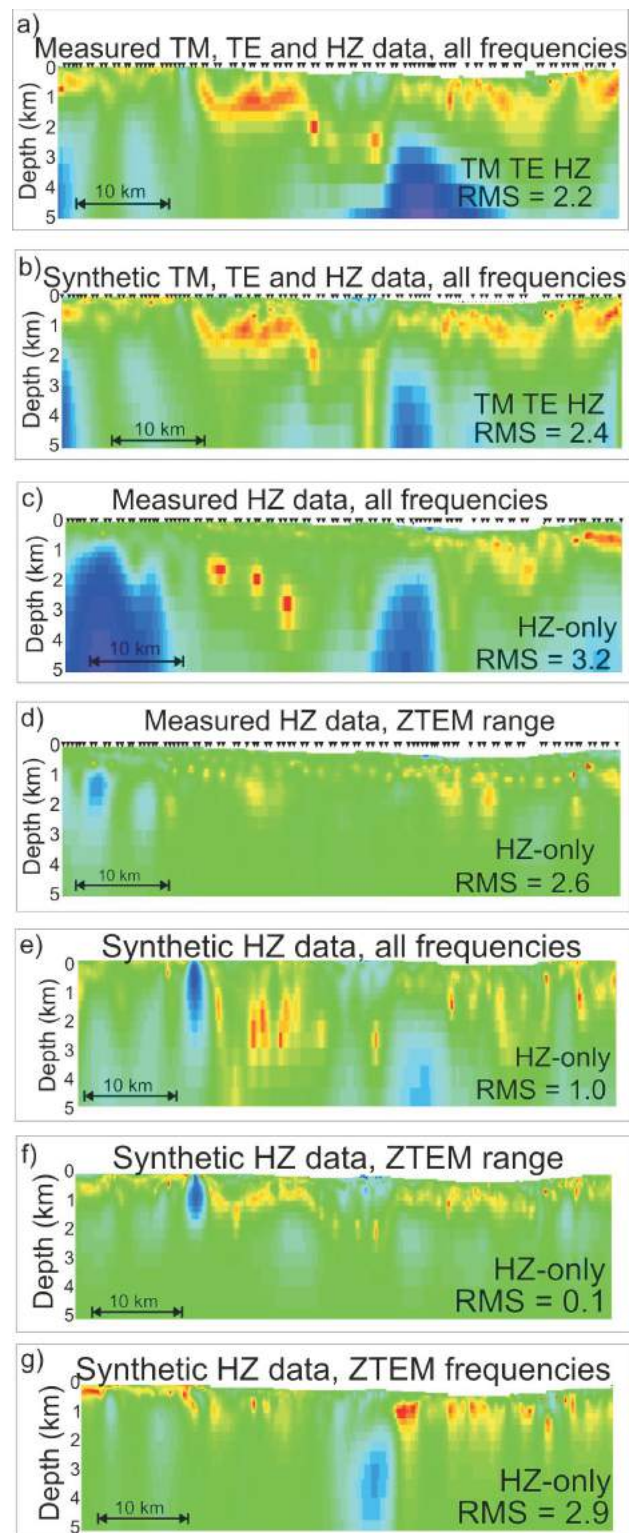 a)
Measured TM, TE and HZ data, all frequencies
0
1
2
3
4
5
Depth (km)
10 km
TM TE HZ
RMS = 2.2
b)
Synthetic TM, TE and HZ data, all frequencies
0
1
2
3
4
5
Depth (km)
10 km
TM TE HZ
RMS = 2.4
c)
Measured HZ data, all frequencies
0
1
2
3
4
5
Depth (km)
10 km
HZ-only
RMS = 3.2
d)
Measured HZ data, ZTEM range
0
1
2
3
4
5
Depth (km)
10 km
HZ-only
RMS = 2.6
e)
Synthetic HZ data, all frequencies
0
1
2
3
4
5
Depth (km)
10 km
HZ-only
RMS = 1.0
f)
Synthetic HZ data, ZTEM range
0
1
2
3
4
5
Depth (km)
10 km
HZ-only
RMS = 0.1
g)
Synthetic HZ data, ZTEM frequencies
0
1
2
3
4
5
Depth (km)
10 km
HZ-only
RMS = 2.9